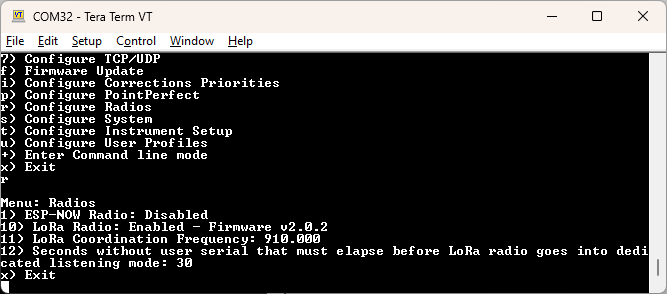 COM32 - Tera Term VT
File Edit Setup Control Window Help
7) Configure TCP/UDP
f) Firmware Update
i) Configure Corrections Priorities
p) Configure PointPerfect
r) Configure Radios
s) Configure System
t) Configure Instrument Setup
u) Configure User Profiles
+) Enter Command line mode
x) Exit
r
Menu: Radios
1) ESP-NOW Radio: Disabled
10) LoRa Radio: Enabled - Firmware v2.0.2
11) LoRa Coordination Frequency: 910.000
12) Seconds without user serial that must elapse before LoRa radio goes into dedi
cated listening mode: 30
x) Exit